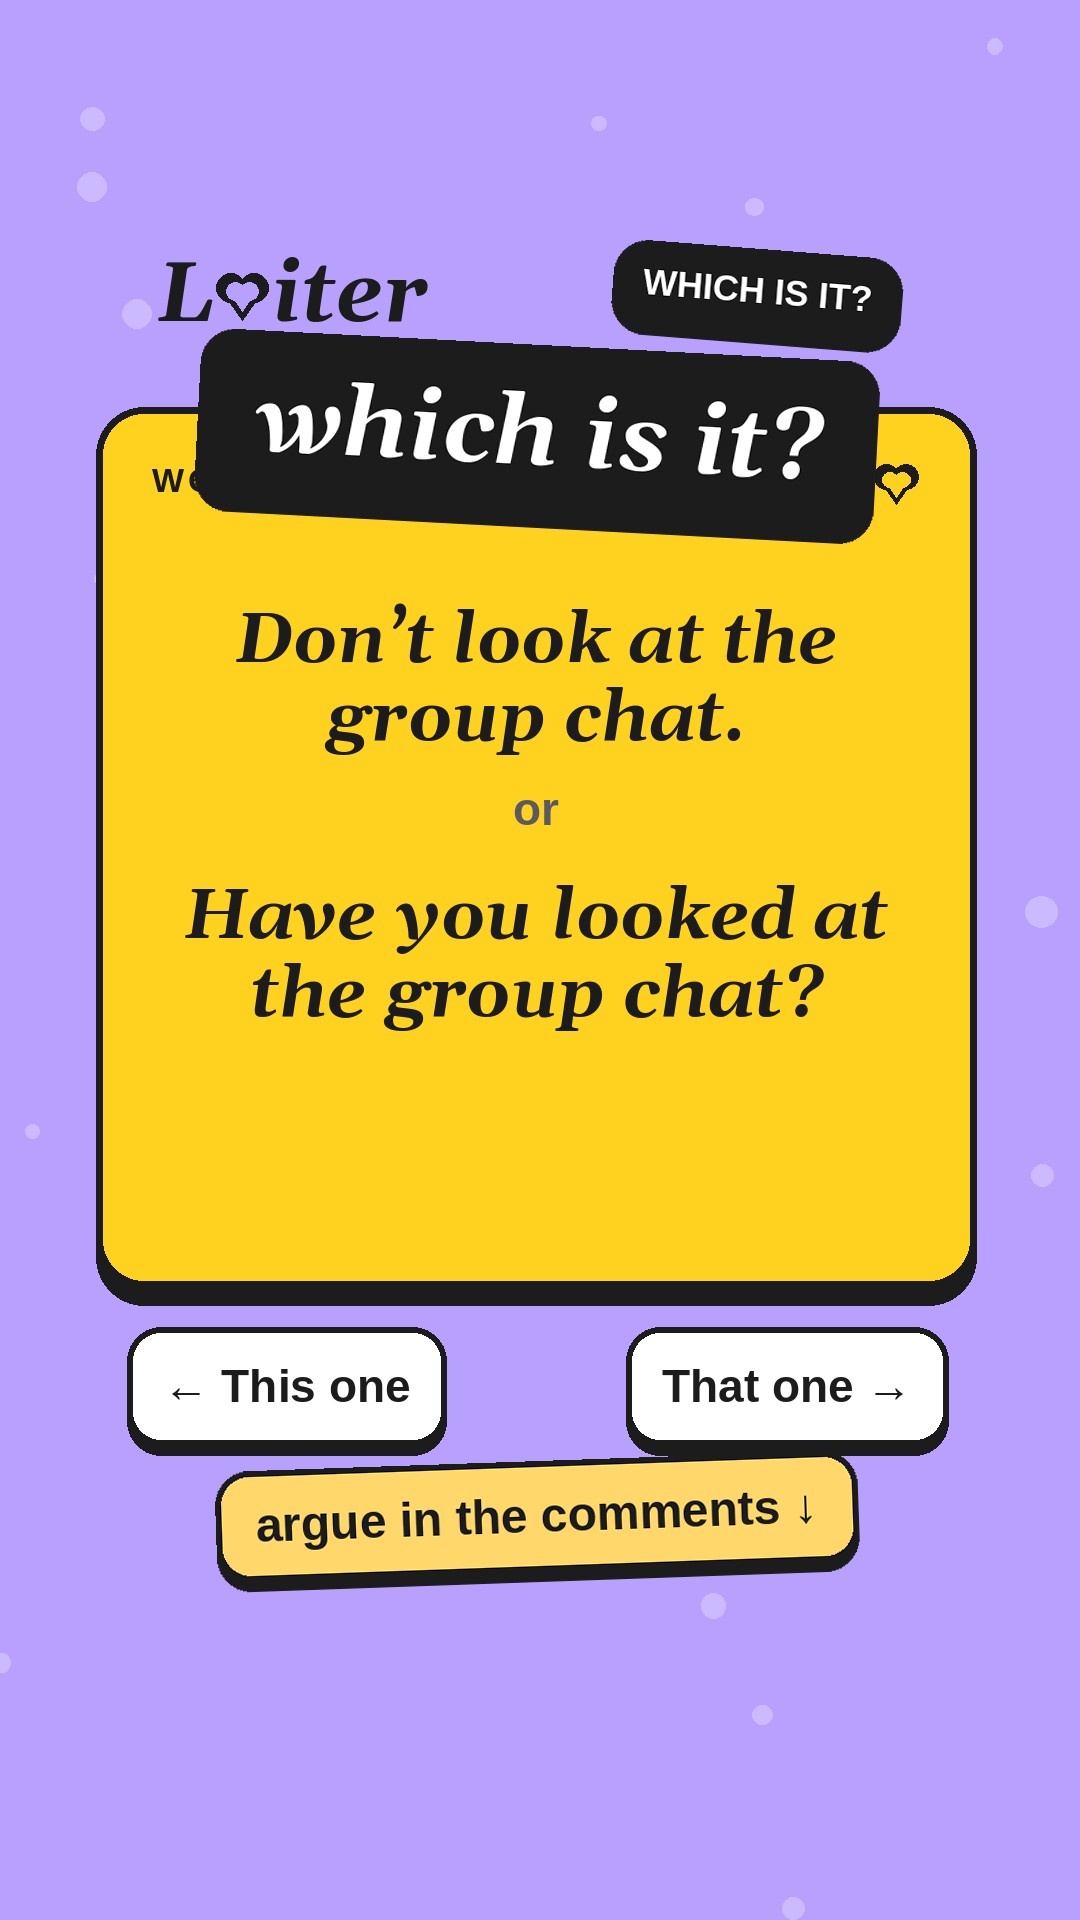 L♡iter
WHICH IS IT?
which is it?
Don’t look at the
group chat.
or
Have you looked at
the group chat?
← This one
That one →
argue in the comments ↓